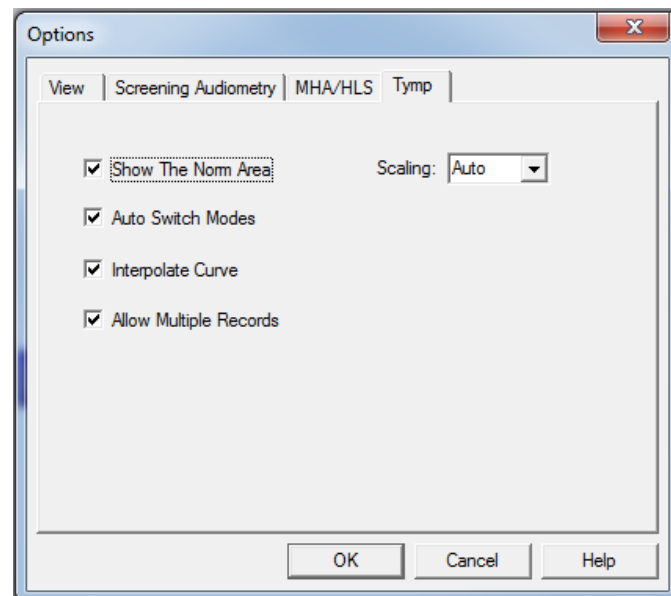 Options
View Screening Audiometry MHA/HLS Tymp
Show The Norm Area Scaling: Auto
Auto Switch Modes
Interpolate Curve
Allow Multiple Records
OK Cancel Help